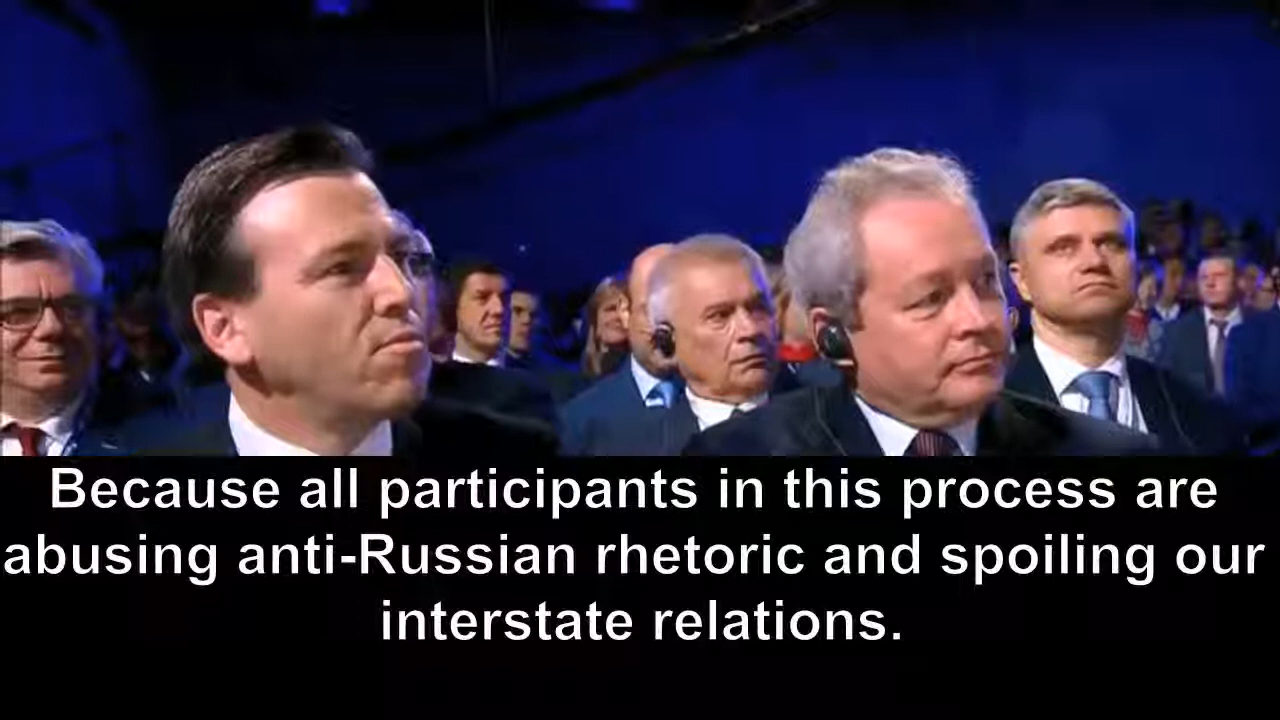 Because all participants in this process are
abusing anti-Russian rhetoric and spoiling our
interstate relations.